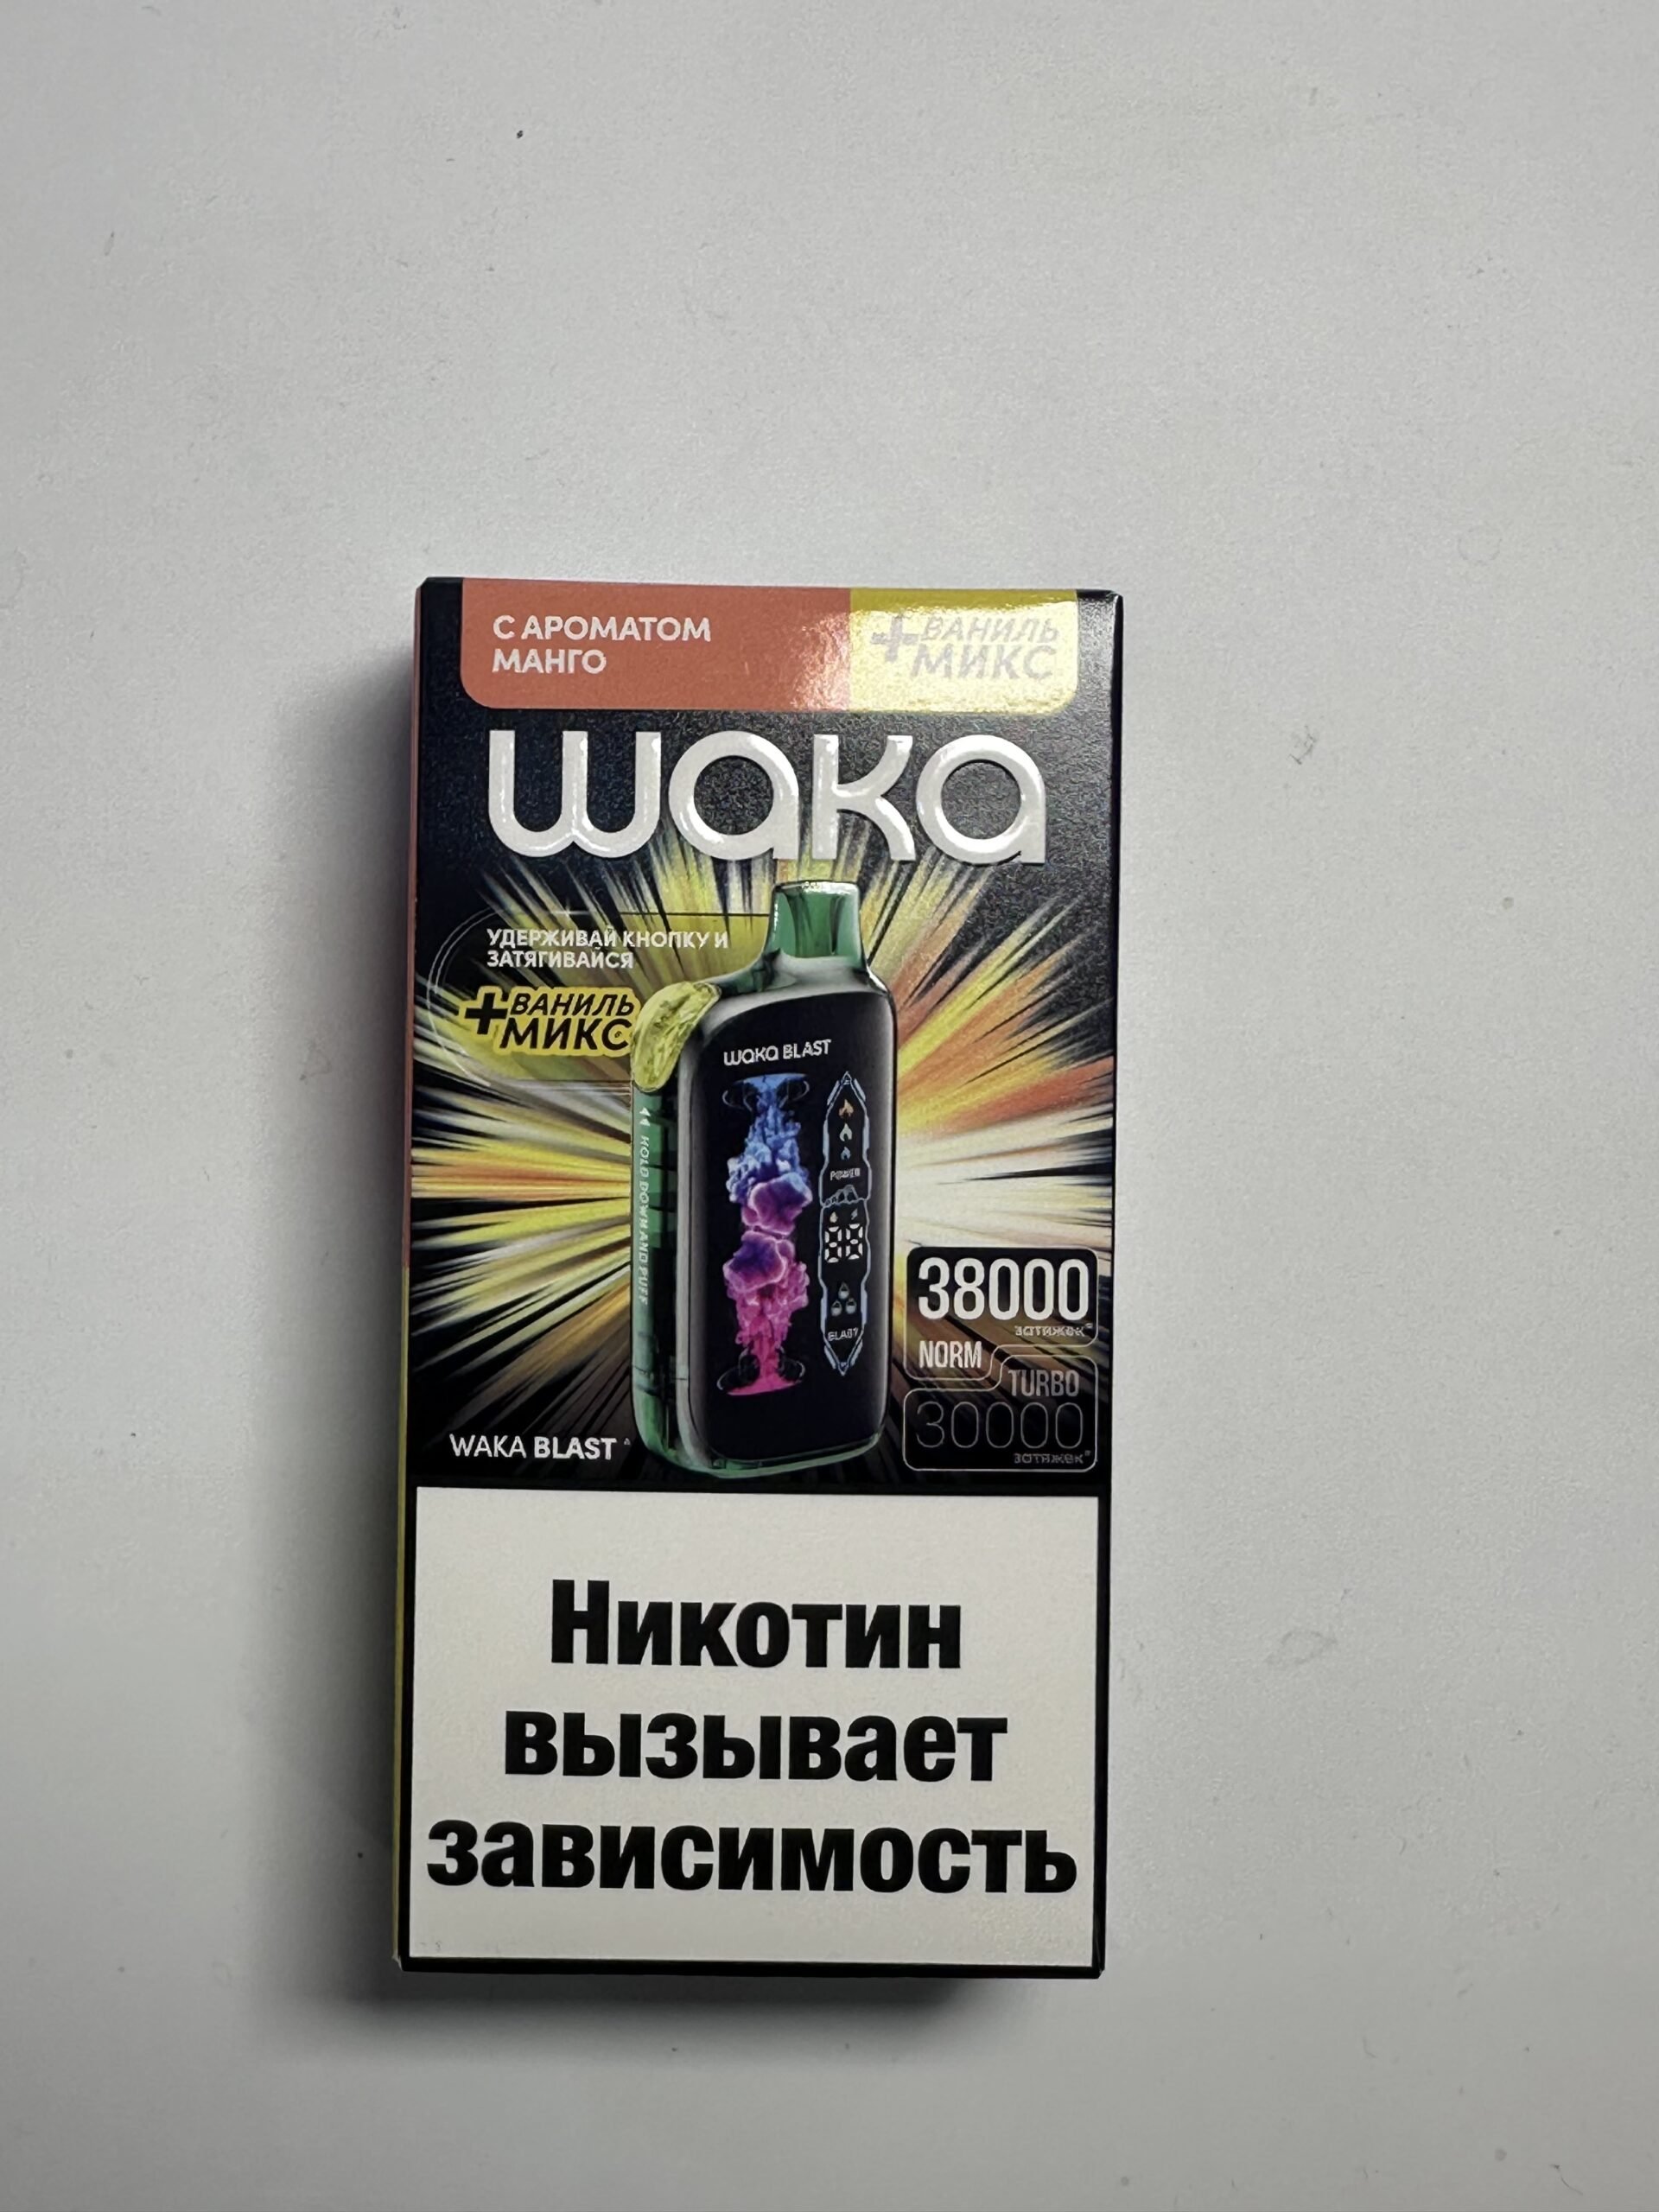 С АРОМАТОМ
МАНГО
+ВАНИЛЬ
МИКС
waka
УДЕРЖИВАЙ КНОПКУ И
ЗАТЯГИВАЙСЯ
+ВАНИЛЬ
МИКС
waka BLAST
HOLD DOWN AND PUFF
POWER
88
BLAST
38000
затяжек*
NORM
TURBO
30000
затяжек*
WAKA BLAST
Никотин
вызывает
зависимость